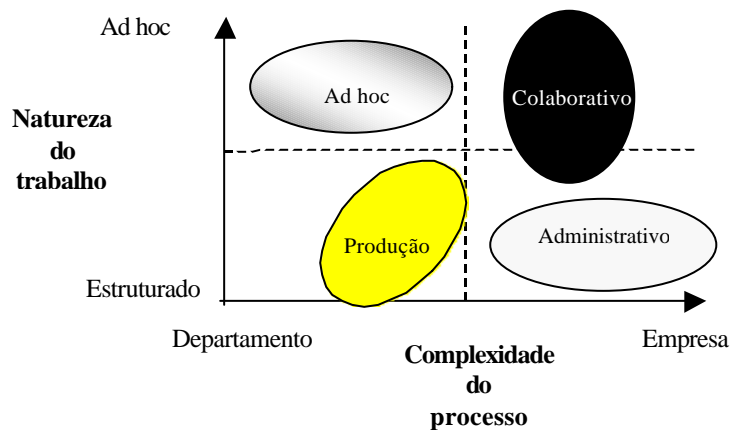 Ad hoc
Ad hoc
Colaborativo
Natureza
do
trabalho
Produção
Administrativo
Estruturado
Departamento
Empresa
Complexidade
do
processo